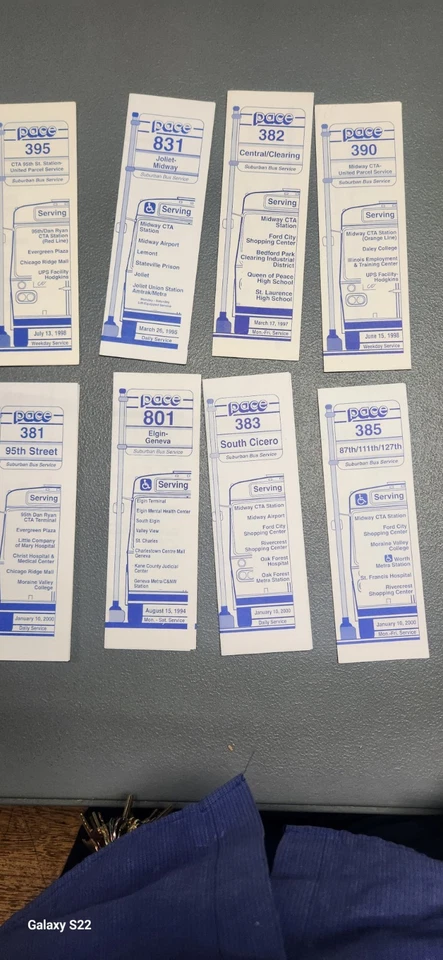 pace
395
CTA 95th St. Station
United Parcel Service
Suburban Bus Service
Serving
95th/Dan Ryan
CTA Station
(Red Line)
Evergreen Plaza
Chicago Ridge Mall
UPS Facility
Hodgkins
July 13, 1998
Weekday Service
pace
831
Joliet-
Midway
Suburban Bus Service
Serving
Midway CTA
Station
Midway Airport
Lemont
Stateville Prison
Joliet
Joliet Union Station
Amtrak/Metra
Daily Service
pace
382
Central/Clearing
Suburban Bus Service
Serving
Midway CTA
Station
Ford City
Shopping Center
Bedford Park
Clearing Industrial
District
Queen of Peace
High School
St. Laurence
High School
March 17, 1997
Mon.-Fri. Service
pace
390
Midway CTA-
United Parcel Service
Suburban Bus Service
Serving
Midway CTA Station
(Orange Line)
Daley College
Illinois Employment
& Training Center
UPS Facility-
Hodgkins
June 15, 1998
Weekday Service
pace
381
95th Street
Suburban Bus Service
Serving
95th Dan Ryan
CTA Terminal
Evergreen Plaza
Little Company
of Mary Hospital
Christ Hospital &
Medical Center
Chicago Ridge Mall
Moraine Valley
College
January 10, 2000
Daily Service
pace
801
Elgin-
Geneva
Suburban Bus Service
Serving
Elgin Terminal
Elgin Mental Health Center
South Elgin
Valley View
St. Charles
Charlestowne Centre Mall
Geneva
Kane County Judicial
Center
Geneva Metra C&NW
Station
August 13, 1994
Mon. - Sat. Service
pace
383
South Cicero
Suburban Bus Service
Serving
Midway CTA Station
Midway Airport
Ford City
Shopping Center
Rivercrest
Shopping Center
Oak Forest
Hospital
Oak Forest
Metra Station
January 10, 2000
Daily Service
pace
385
87th/111th/127th
Suburban Bus Service
Serving
Midway CTA Station
Ford City
Shopping Center
Moraine Valley
College
Worth
Metra Station
St. Francis Hospital
Rivercrest
Shopping Center
January 10, 2000
Mon.-Fri. Service
Galaxy S22